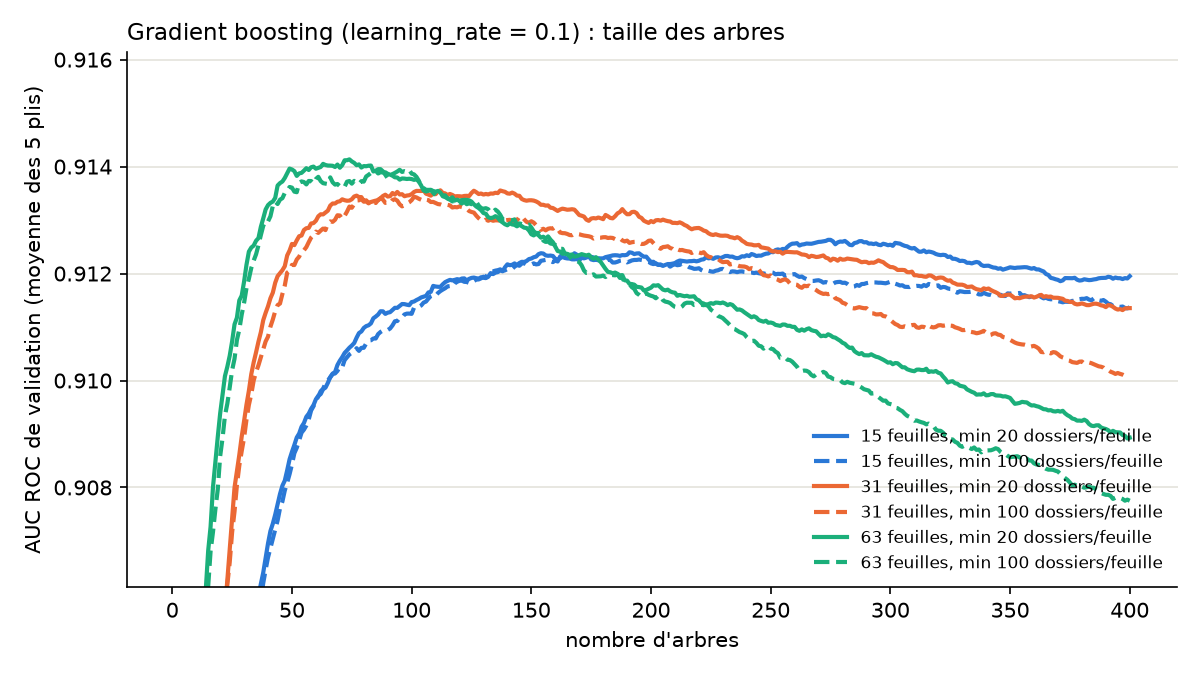 Gradient boosting (learning_rate = 0.1) : taille des arbres
AUC ROC de validation (moyenne des 5 plis)
0.916
0.914
0.912
0.910
0.908
15 feuilles, min 20 dossiers/feuille
15 feuilles, min 100 dossiers/feuille
31 feuilles, min 20 dossiers/feuille
31 feuilles, min 100 dossiers/feuille
63 feuilles, min 20 dossiers/feuille
63 feuilles, min 100 dossiers/feuille
0 50 100 150 200 250 300 350 400
nombre d'arbres